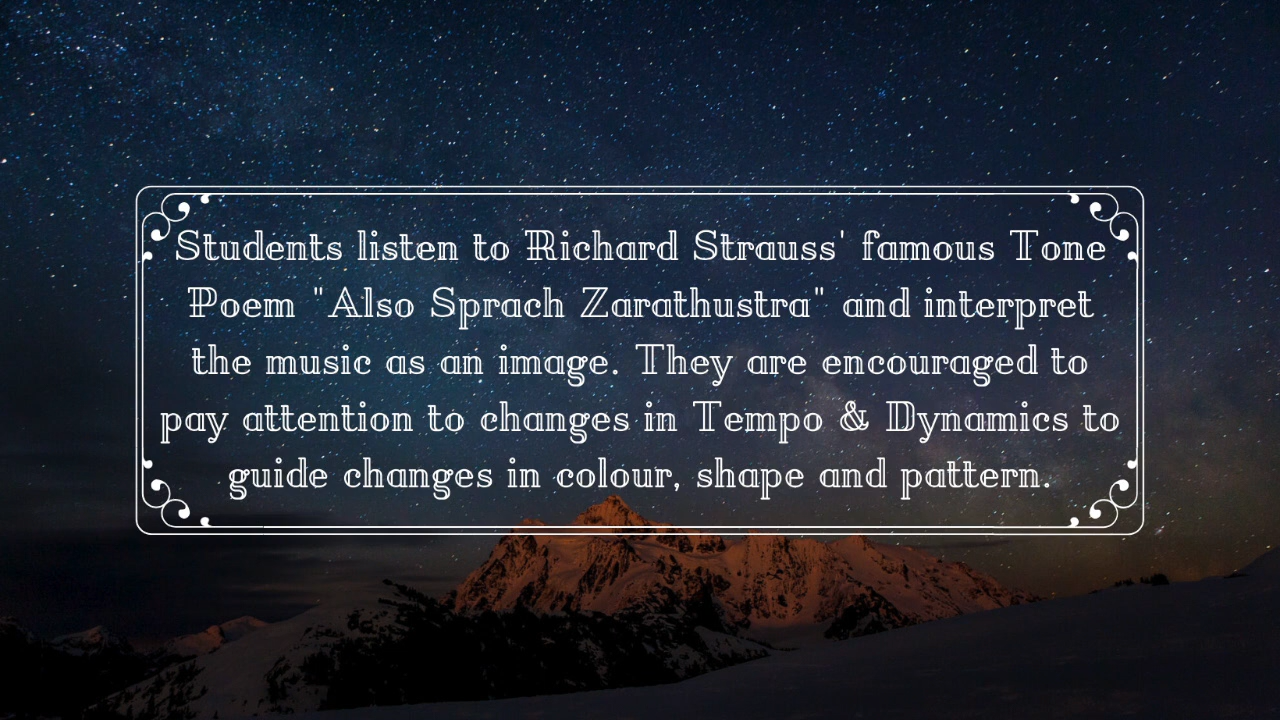 Students listen to Richard Strauss' famous Tone
Poem "Also Sprach Zarathustra" and interpret
the music as an image. They are encouraged to
pay attention to changes in Tempo & Dynamics to
guide changes in colour, shape and pattern.